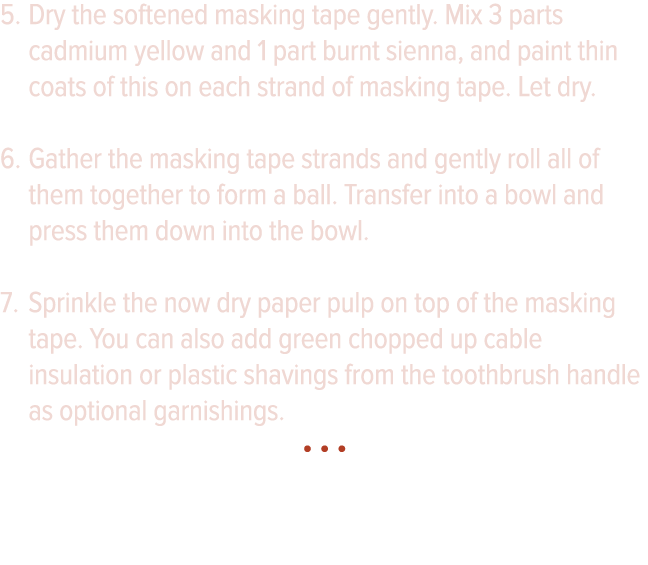 5. Dry the softened masking tape gently. Mix 3 parts
cadmium yellow and 1 part burnt sienna, and paint thin
coats of this on each strand of masking tape. Let dry.
6. Gather the masking tape strands and gently roll all of
them together to form a ball. Transfer into a bowl and
press them down into the bowl.
7. Sprinkle the now dry paper pulp on top of the masking
tape. You can also add green chopped up cable
insulation or plastic shavings from the toothbrush handle
as optional garnishings.
• • •